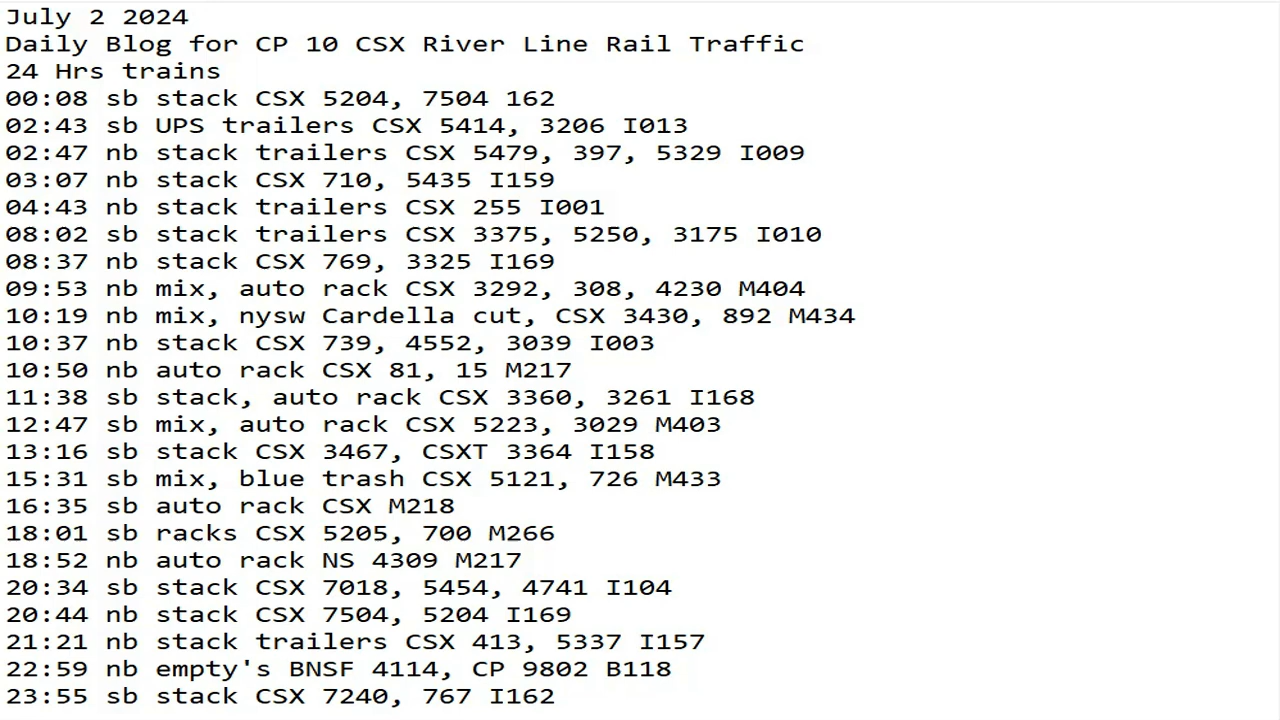 July 2 2024
Daily Blog for CP 10 CSX River Line Rail Traffic
24 Hrs trains
00:08 sb stack CSX 5204, 7504 162
02:43 sb UPS trailers CSX 5414, 3206 I013
02:47 nb stack trailers CSX 5479, 397, 5329 I009
03:07 nb stack CSX 710, 5435 I159
04:43 nb stack trailers CSX 255 I001
08:02 sb stack trailers CSX 3375, 5250, 3175 I010
08:37 nb stack CSX 769, 3325 I169
09:53 nb mix, auto rack CSX 3292, 308, 4230 M404
10:19 nb mix, nysw Cardella cut, CSX 3430, 892 M434
10:37 nb stack CSX 739, 4552, 3039 I003
10:50 nb auto rack CSX 81, 15 M217
11:38 sb stack, auto rack CSX 3360, 3261 I168
12:47 sb mix, auto rack CSX 5223, 3029 M403
13:16 sb stack CSX 3467, CSXT 3364 I158
15:31 sb mix, blue trash CSX 5121, 726 M433
16:35 sb auto rack CSX M218
18:01 sb racks CSX 5205, 700 M266
18:52 nb auto rack NS 4309 M217
20:34 sb stack CSX 7018, 5454, 4741 I104
20:44 nb stack CSX 7504, 5204 I169
21:21 nb stack trailers CSX 413, 5337 I157
22:59 nb empty's BNSF 4114, CP 9802 B118
23:55 sb stack CSX 7240, 767 I162